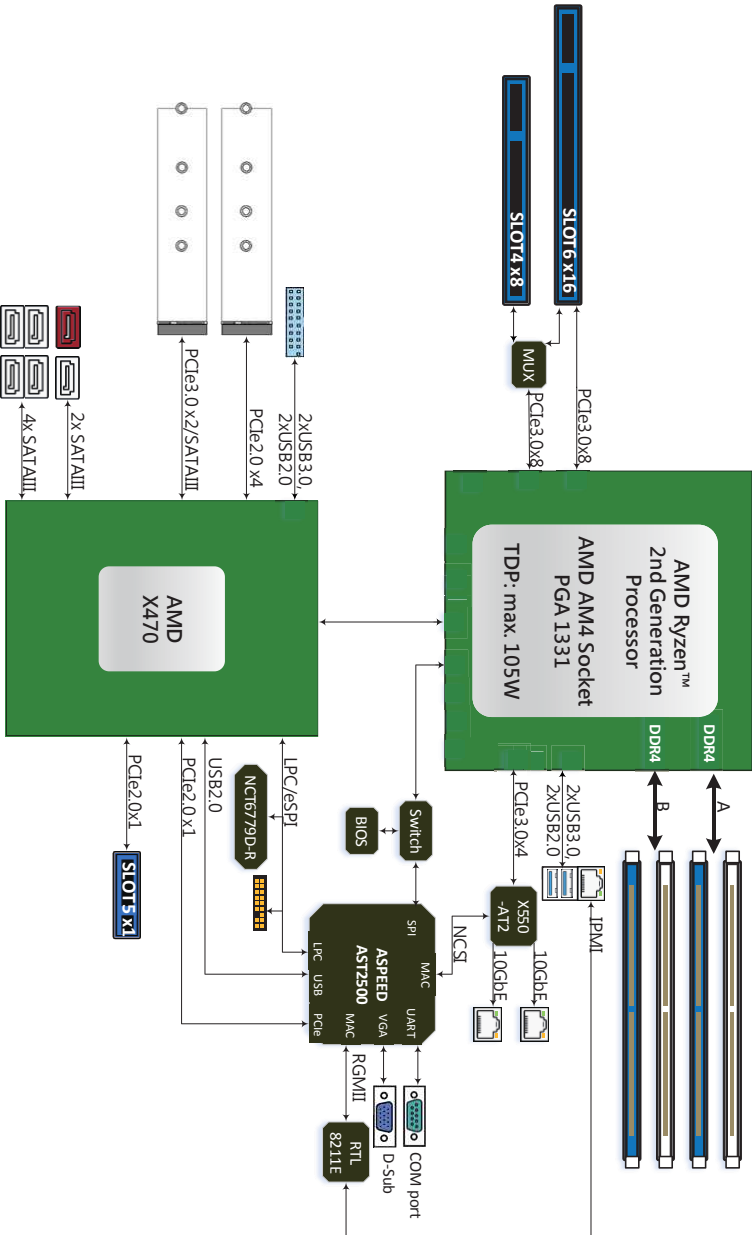 SLOT6 x16
SLOT4 x8
MUX
PCIe3.0x8
PCIe3.0x8
AMD Ryzen™
2nd Generation
Processor
AMD AM4 Socket
PGA 1331
TDP: max. 105W
DDR4
DDR4
A
B
2xUSB3.0,
2xUSB2.0
PCIe3.0x4
IPMI
X550
-AT2
10GbE
10GbE
NCSI
Switch
BIOS
2xUSB3.0,
2xUSB2.0
PCIe2.0 x4
PCIe3.0 x2/SATAIII
2x SATAIII
4x SATAIII
AMD
X470
LPC/eSPI
NCT6779D-R
USB2.0
PCIe2.0 x1
PCIe2.0x1
SLOT5 x1
SPI
MAC
UART
ASPEED
AST2500
VGA
MAC
LPC
USB
PCIe
RGMII
COM port
D-Sub
RTL
8211E